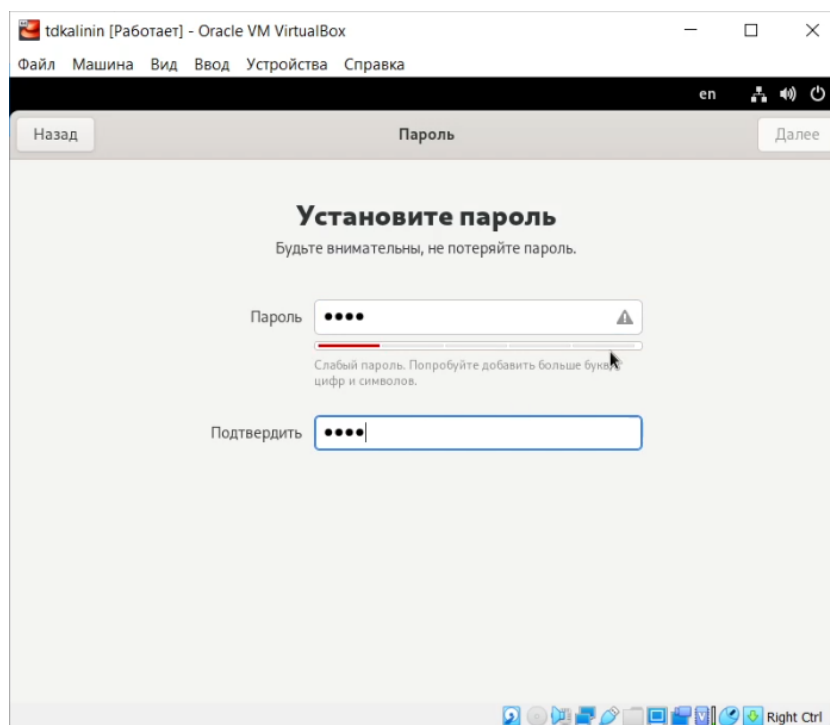 tdkalinin [Работает] - Oracle VM VirtualBox
Файл Машина Вид Ввод Устройства Справка
en
Назад Пароль Далее
Установите пароль
Будьте внимательны, не потеряйте пароль.
Пароль ••••
Слабый пароль. Попробуйте добавить больше букв,
цифр и символов.
Подтвердить ••••
Right Ctrl